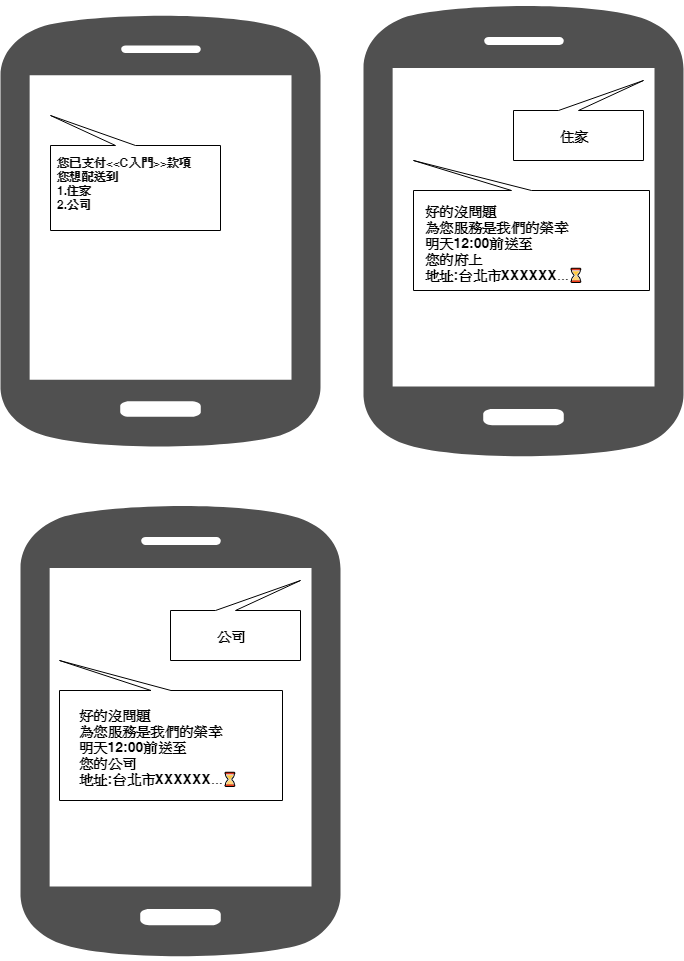 您已支付<<C入門>>款項
您想配送到
1.住家
2.公司
住家
好的沒問題
為您服務是我們的榮幸
明天12:00前送至
您的府上
地址:台北市XXXXXX...⌛
公司
好的沒問題
為您服務是我們的榮幸
明天12:00前送至
您的公司
地址:台北市XXXXXX...⌛